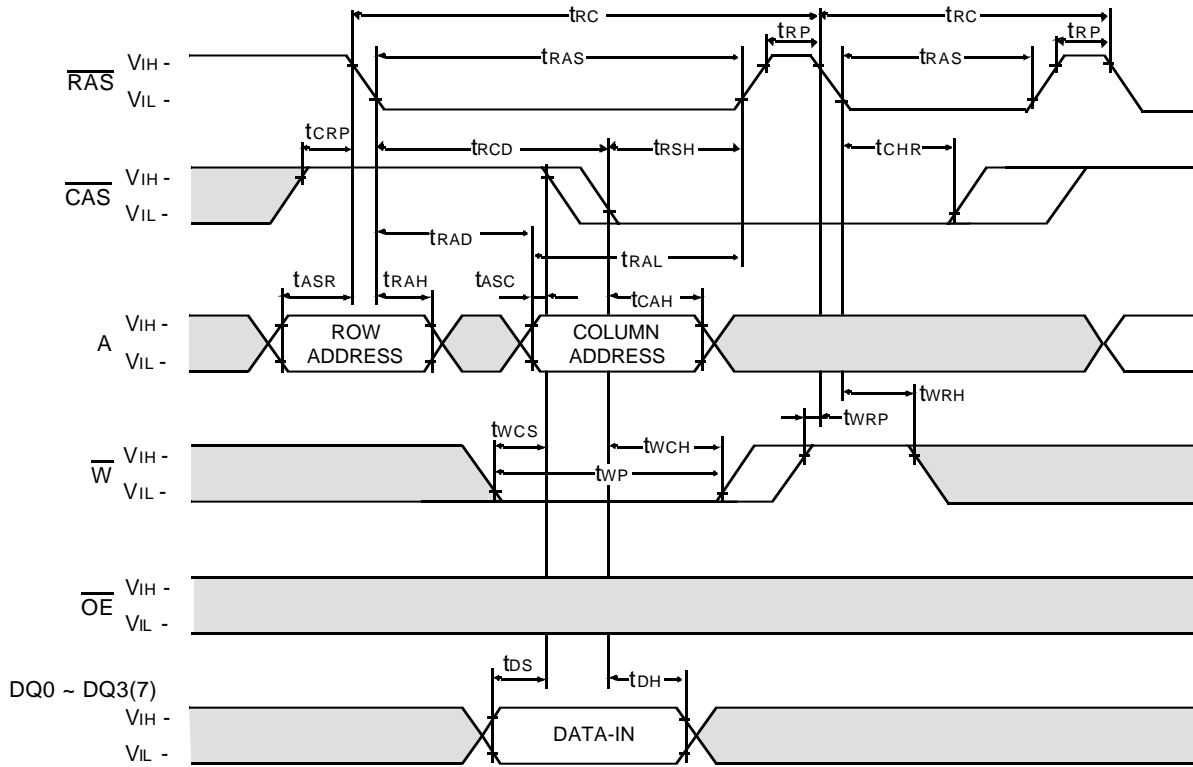 tRC tRC
tRP tRP
tRAS tRAS
RAS VIH -
VIL -
tCRP tRCD tRSH tCHR
CAS VIH -
VIL -
tRAD
tRAL
tASR tRAH tASC tCAH
A VIH -
VIL -
ROW ADDRESS
COLUMN ADDRESS
tWRH
tWRP
tWCS tWCH
tWP
W VIH -
VIL -
OE VIH -
VIL -
tDS tDH
DQ0 ~ DQ3(7)
VIH -
DATA-IN
VIL -